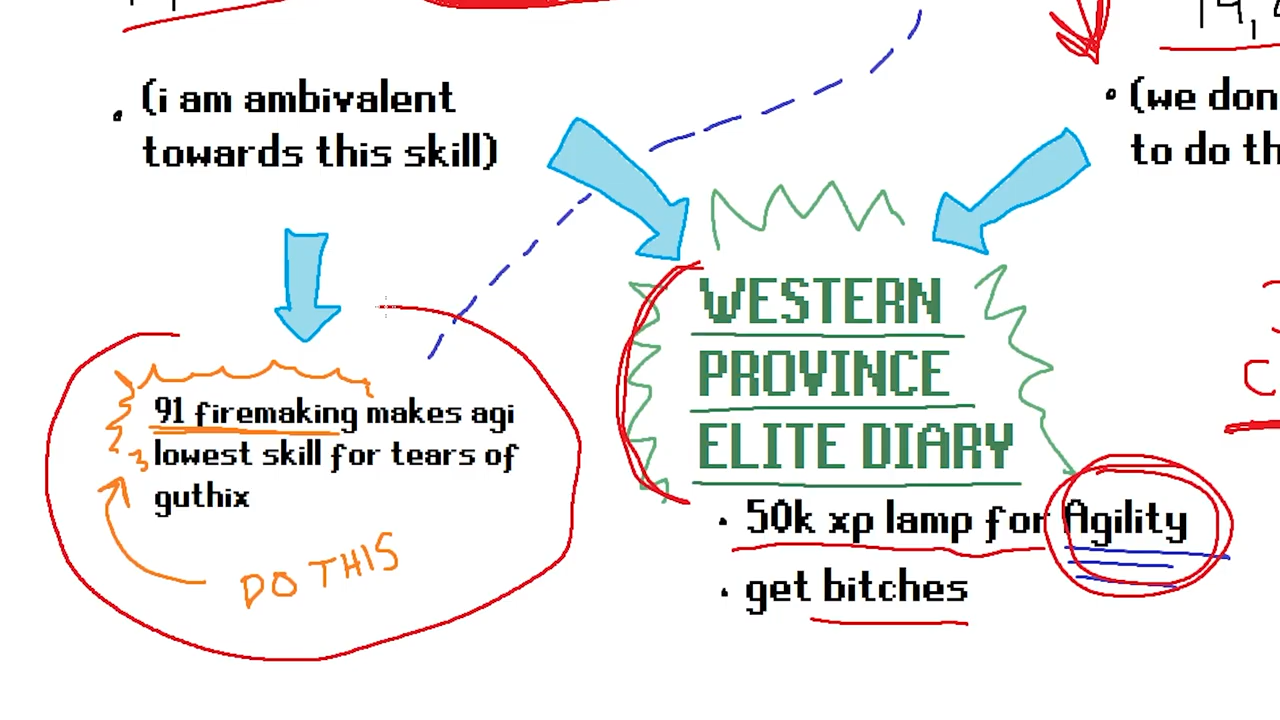 (i am ambivalent
towards this skill)
(we don
to do th
WESTERN
PROVINCE
ELITE DIARY
50k xp lamp for Agility
get bitches
91 firemaking makes agi
lowest skill for tears of
guthix
DO THIS